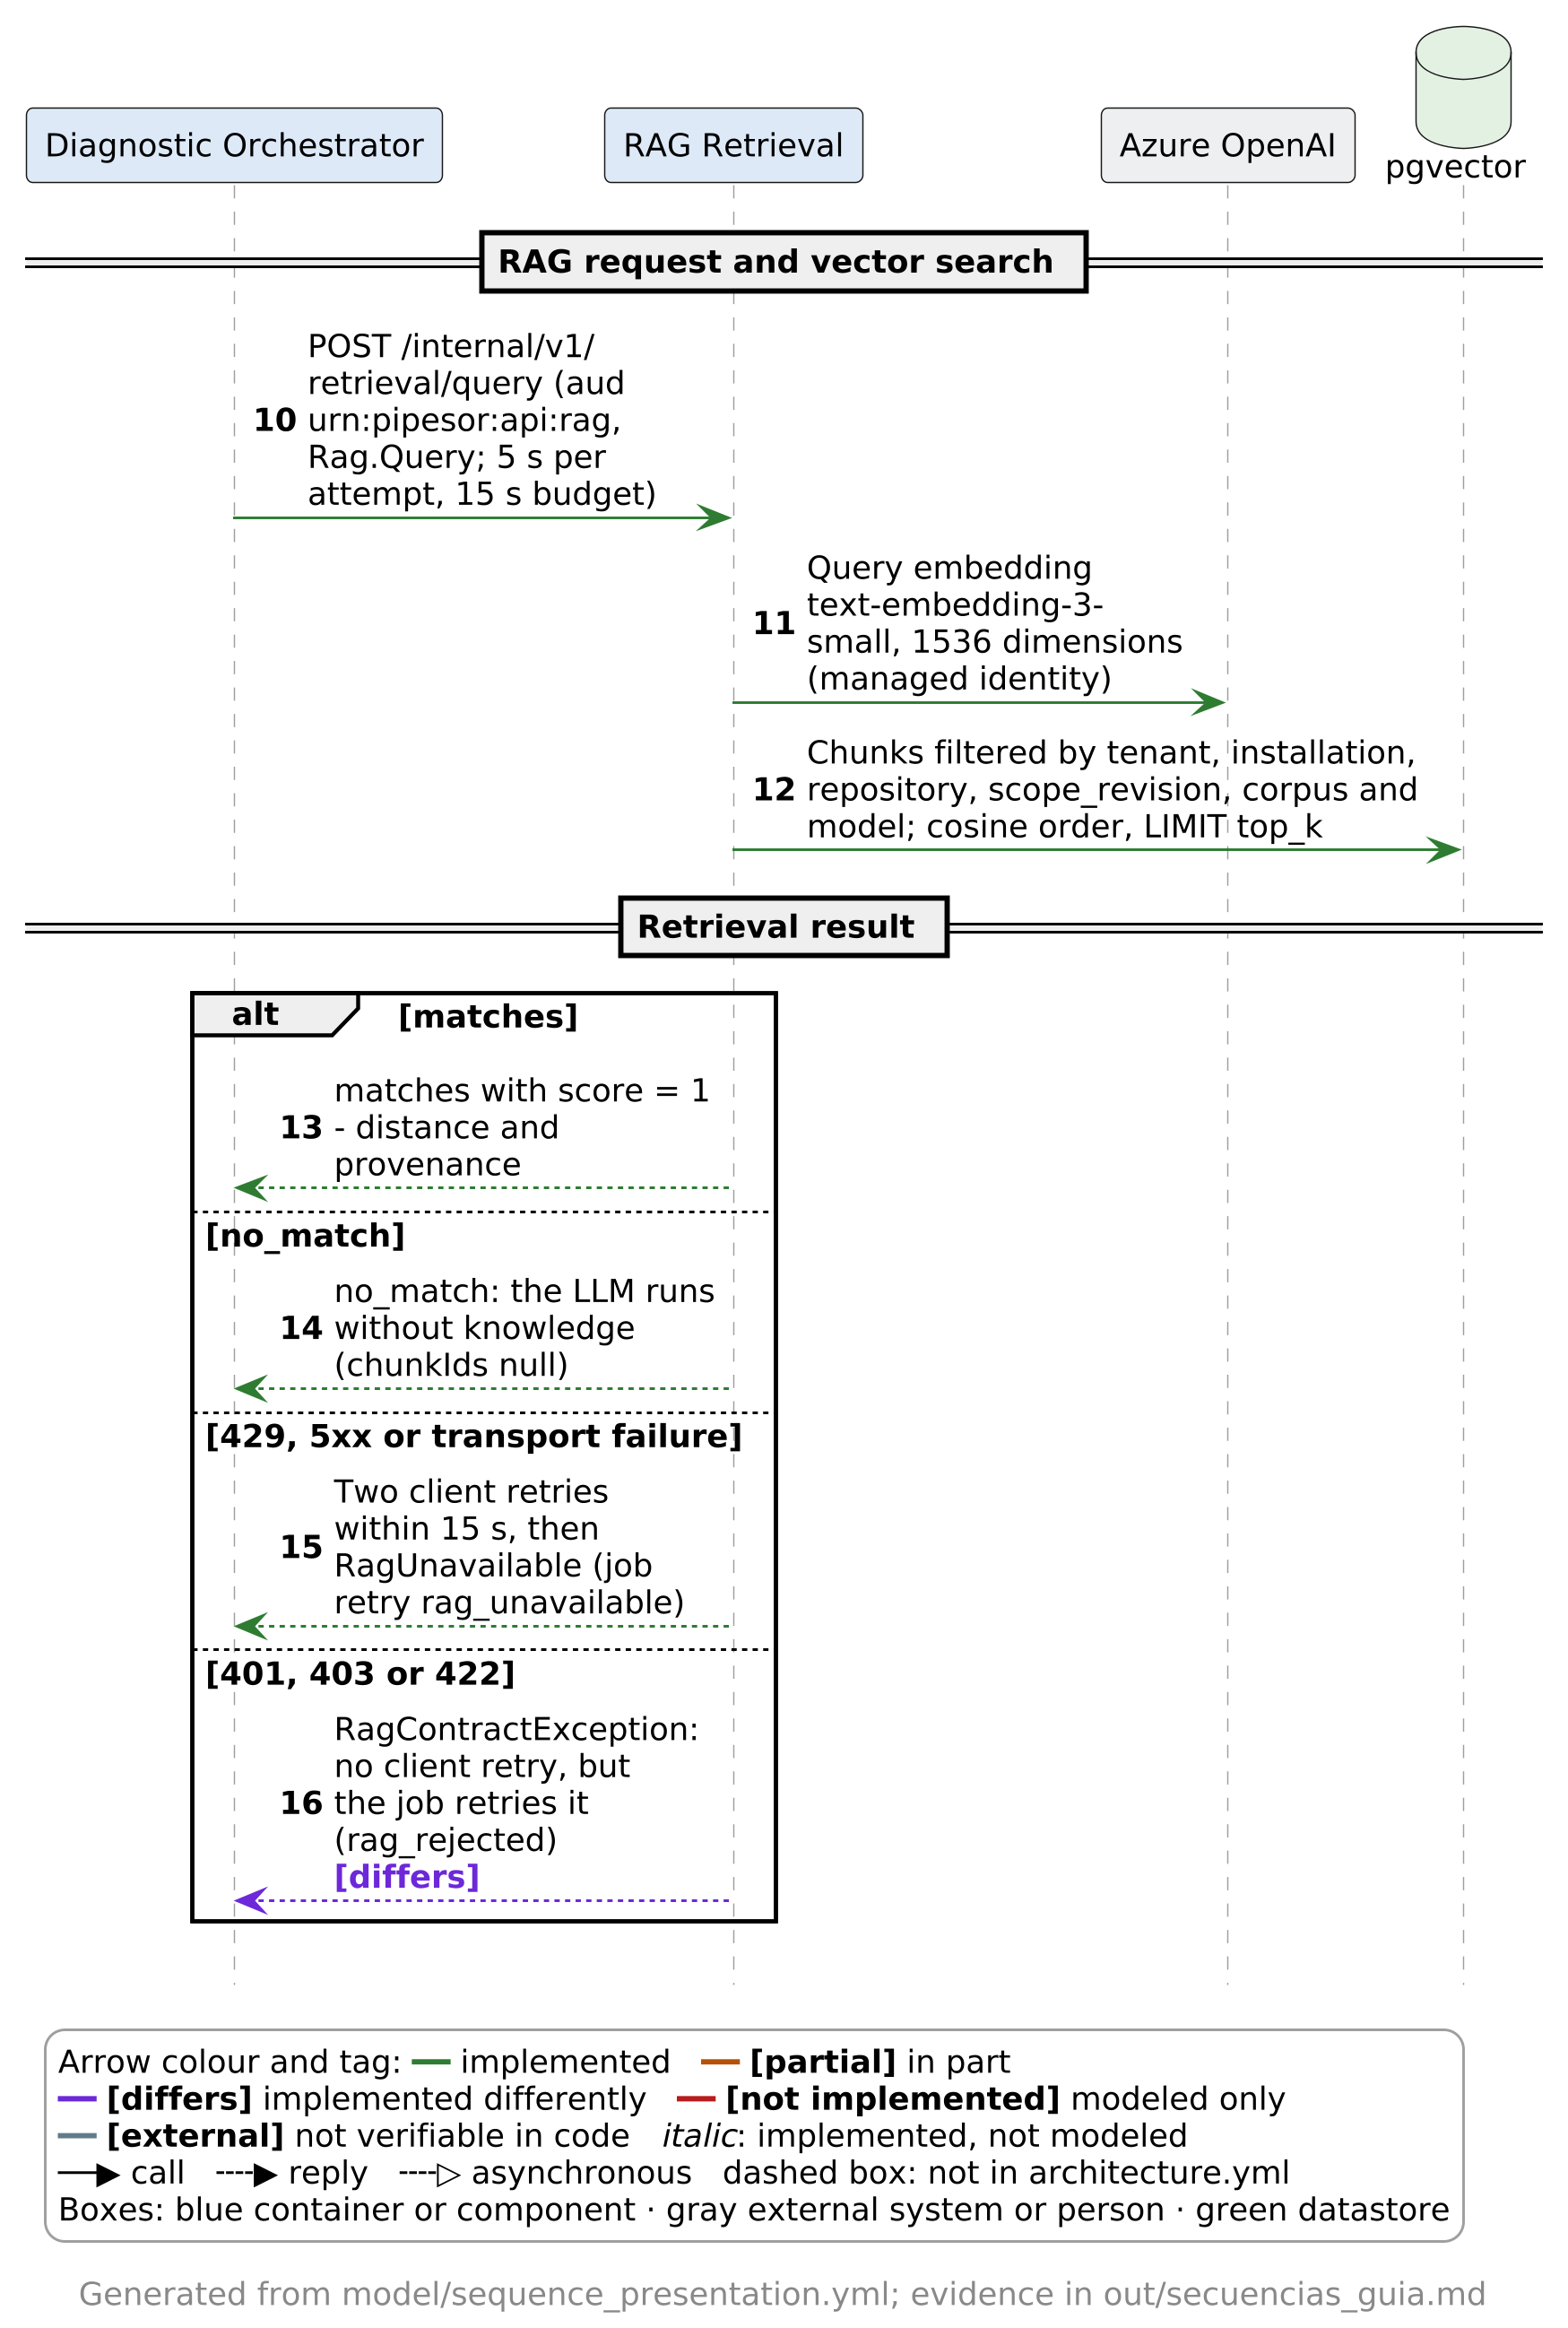 Diagnostic Orchestrator
RAG Retrieval
Azure OpenAI
pgvector
RAG request and vector search
POST /internal/v1/
retrieval/query (aud
10 urn:pipesor:api:rag,
Rag.Query; 5 s per
attempt, 15 s budget)
Query embedding
text-embedding-3-
11
small, 1536 dimensions
(managed identity)
Chunks filtered by tenant, installation,
12 repository, scope_revision, corpus and
model; cosine order, LIMIT top_k
Retrieval result
alt [matches]
matches with score = 1
13 - distance and
provenance
[no_match]
no_match: the LLM runs
14 without knowledge
(chunkIds null)
[429, 5xx or transport failure]
Two client retries
within 15 s, then
15
RagUnavailable (job
retry rag_unavailable)
[401, 403 or 422]
RagContractException:
no client retry, but
16 the job retries it
(rag_rejected)
[differs]
Arrow colour and tag: implemented [partial] in part
[differs] implemented differently [not implemented] modeled only
[external] not verifiable in code italic: implemented, not modeled
call reply asynchronous dashed box: not in architecture.yml
Boxes: blue container or component · gray external system or person · green datastore
Generated from model/sequence_presentation.yml; evidence in out/secuencias_guia.md